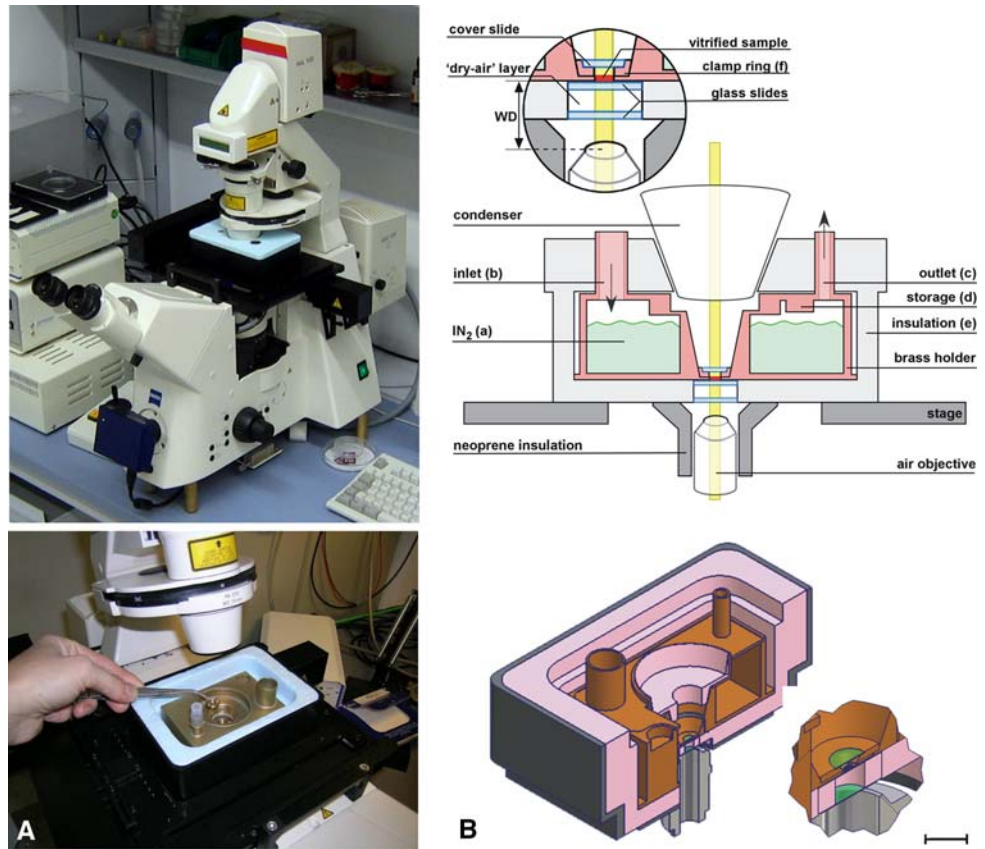 cover slide
vitrified sample
'dry-air' layer
clamp ring (f)
glass slides
WD
condenser
inlet (b)
outlet (c)
storage (d)
lN₂ (a)
insulation (e)
brass holder
stage
neoprene insulation
air objective
A
B